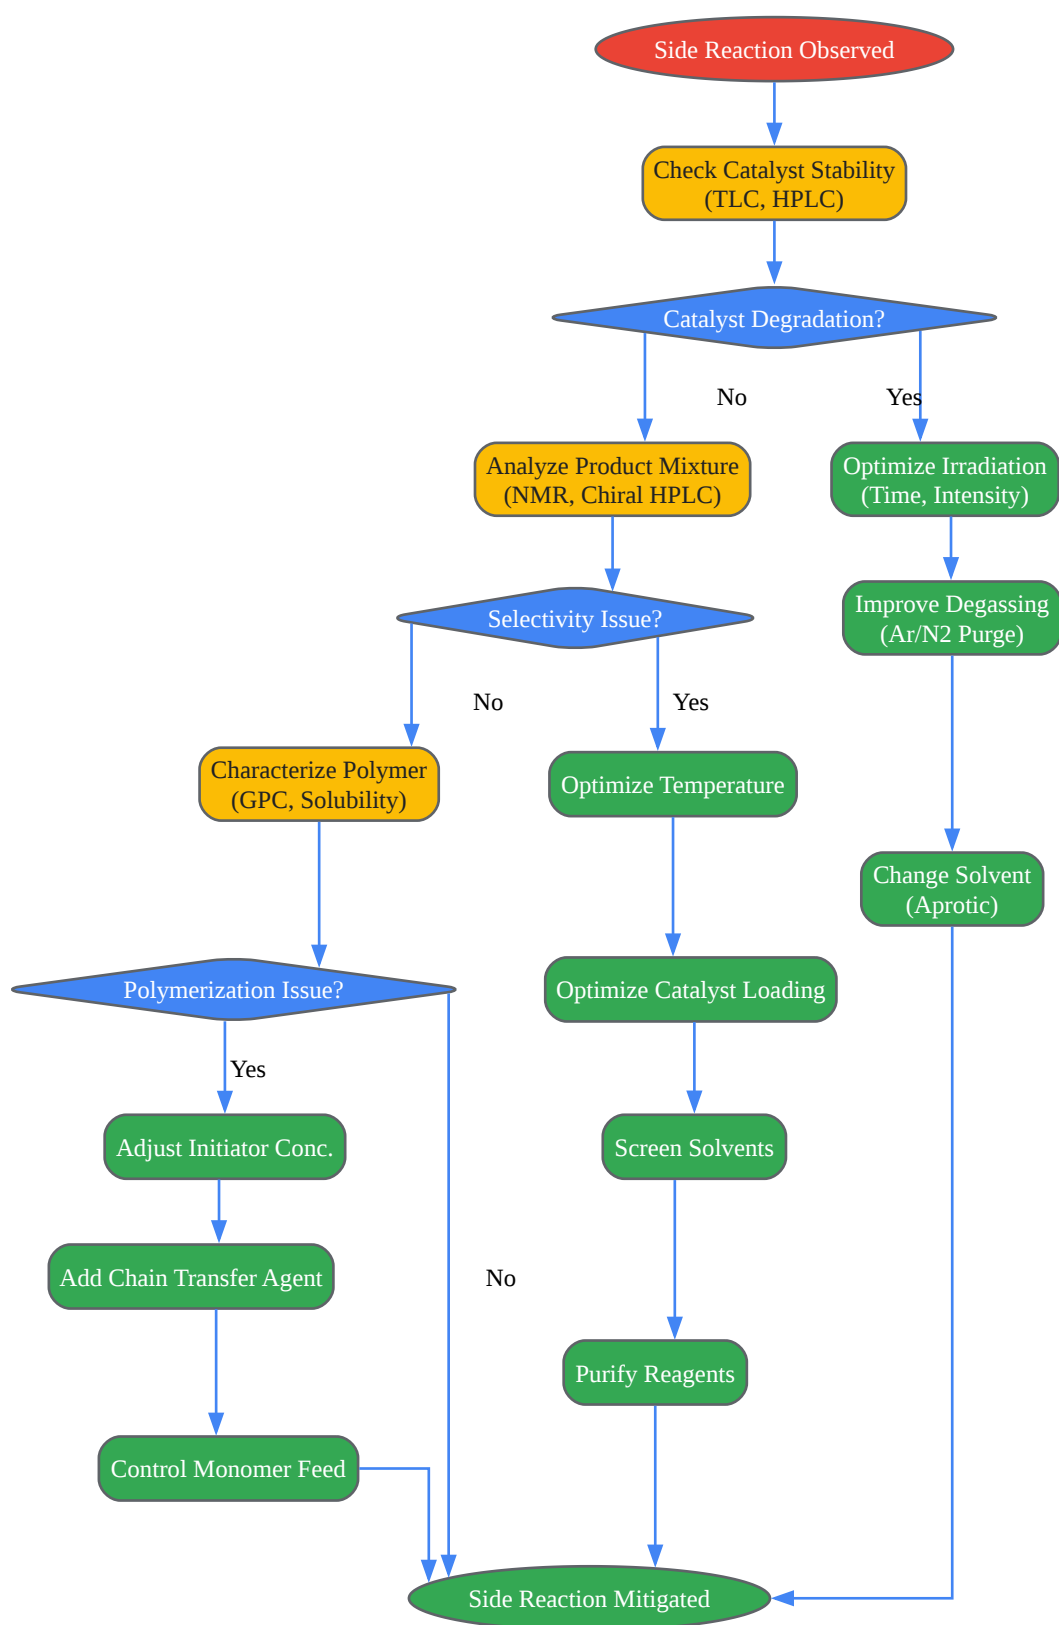 Side Reaction Observed
Check Catalyst Stability
(TLC, HPLC)
Catalyst Degradation?
No
Yes
Analyze Product Mixture
(NMR, Chiral HPLC)
Optimize Irradiation
(Time, Intensity)
Improve Degassing
(Ar/N2 Purge)
Selectivity Issue?
No
Yes
Characterize Polymer
(GPC, Solubility)
Optimize Temperature
Change Solvent
(Aprotic)
Polymerization Issue?
Optimize Catalyst Loading
Yes
Adjust Initiator Conc.
Screen Solvents
Add Chain Transfer Agent
No
Purify Reagents
Control Monomer Feed
Side Reaction Mitigated